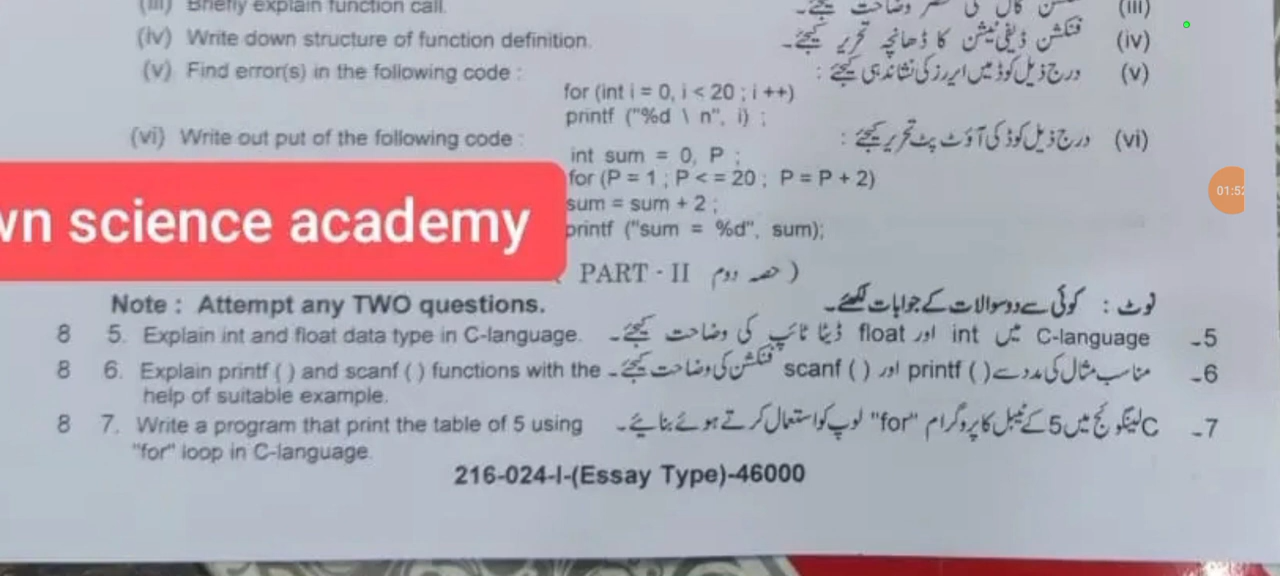 (iii) Briefly explain function call. (iii)
(iv) Write down structure of function definition. فنکشن ڈیفی نیشن کا ڈھانچہ تحریر کیجئے۔ (iv)
(v) Find error(s) in the following code : درج ذیل کوڈ میں ایررز کی نشاندہی کیجئے : (v)
for (int i = 0, i < 20 ; i ++)
printf ("%d \ n", i) ;
(vi) Write out put of the following code : درج ذیل کوڈ کی آؤٹ پٹ تحریر کیجئے : (vi)
int sum = 0, P ;
for (P = 1 ; P < = 20 ; P = P + 2)
01:52
wn science academy
sum = sum + 2 ;
printf ("sum = %d", sum);
( PART - II حصہ دوم )
Note : Attempt any TWO questions. نوٹ : کوئی سے دو سوالات کے جوابات لکھئے۔
8 5. Explain int and float data type in C-language. C-language میں int اور float ڈیٹا ٹائپ کی وضاحت کیجئے۔ -5
8 6. Explain printf ( ) and scanf ( ) functions with the مناسب مثال کی مدد سے printf ( ) اور scanf ( ) فنکشن کی وضاحت کیجئے۔ -6
help of suitable example.
8 7. Write a program that print the table of 5 using C لینگوئج میں 5 کے ٹیبل کا پروگرام "for" لوپ کو استعمال کرتے ہوئے بنائیے۔ -7
"for" loop in C-language.
216-024-I-(Essay Type)-46000